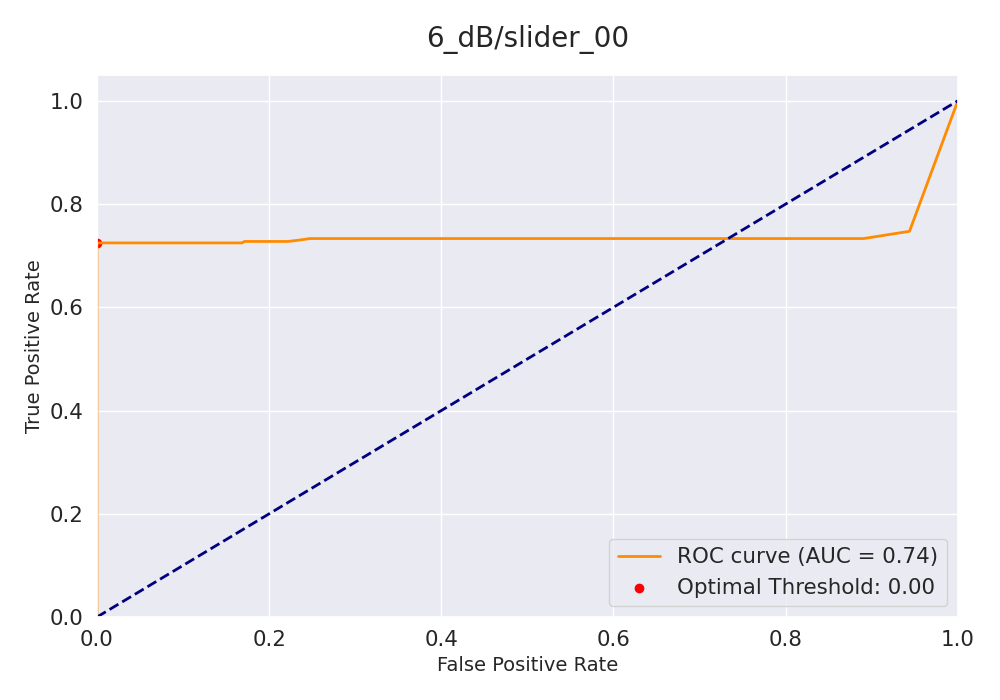 6_dB/slider_00
1.0
0.8
0.6
0.4
0.2
0.0
True Positive Rate
ROC curve (AUC = 0.74)
Optimal Threshold: 0.00
0.0 0.2 0.4 0.6 0.8 1.0
False Positive Rate